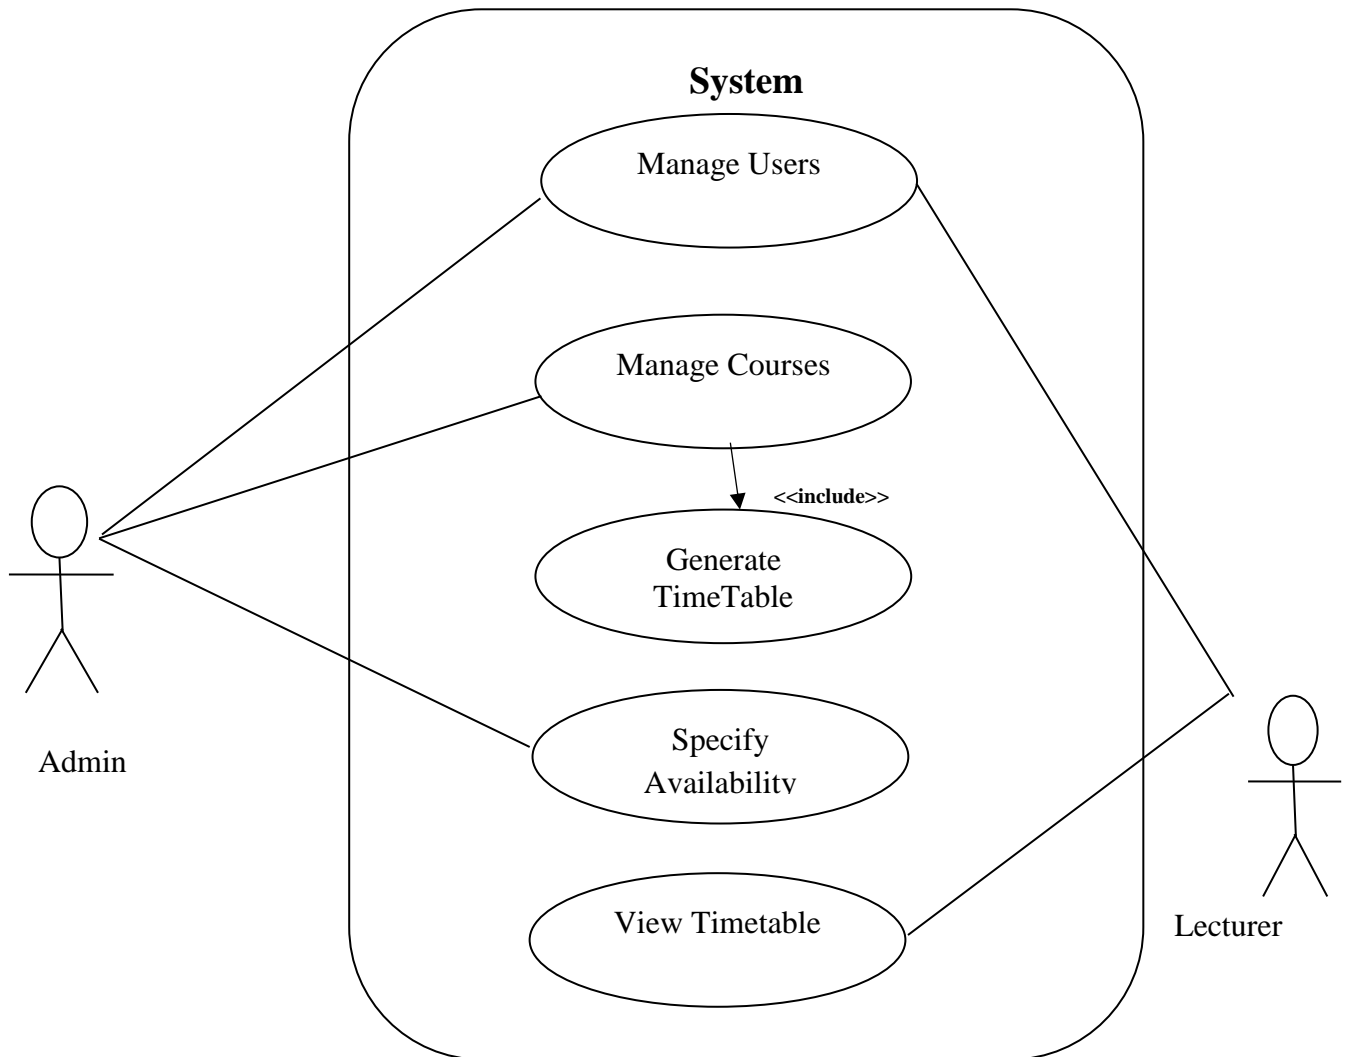 System
Manage Users
Manage Courses
<<include>>
Generate
TimeTable
Specify
Availability
Admin
View Timetable
Lecturer